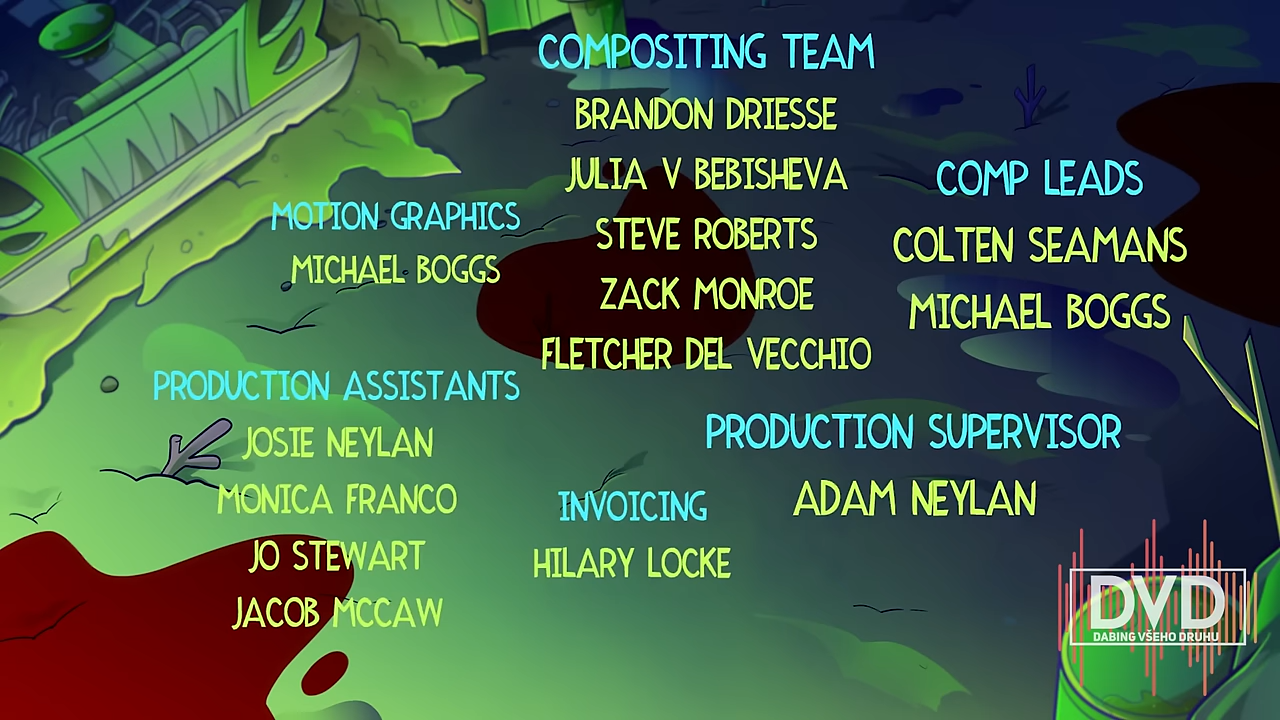 COMPOSITING TEAM
BRANDON DRIESSE
JULIA V BEBISHEVA
STEVE ROBERTS
ZACK MONROE
FLETCHER DEL VECCHIO
COMP LEADS
COLTEN SEAMANS
MICHAEL BOGGS
MOTION GRAPHICS
MICHAEL BOGGS
PRODUCTION ASSISTANTS
JOSIE NEYLAN
MONICA FRANCO
JO STEWART
JACOB MCCAW
INVOICING
HILARY LOCKE
PRODUCTION SUPERVISOR
ADAM NEYLAN
DVD
DABING VŠEHO DRUHU